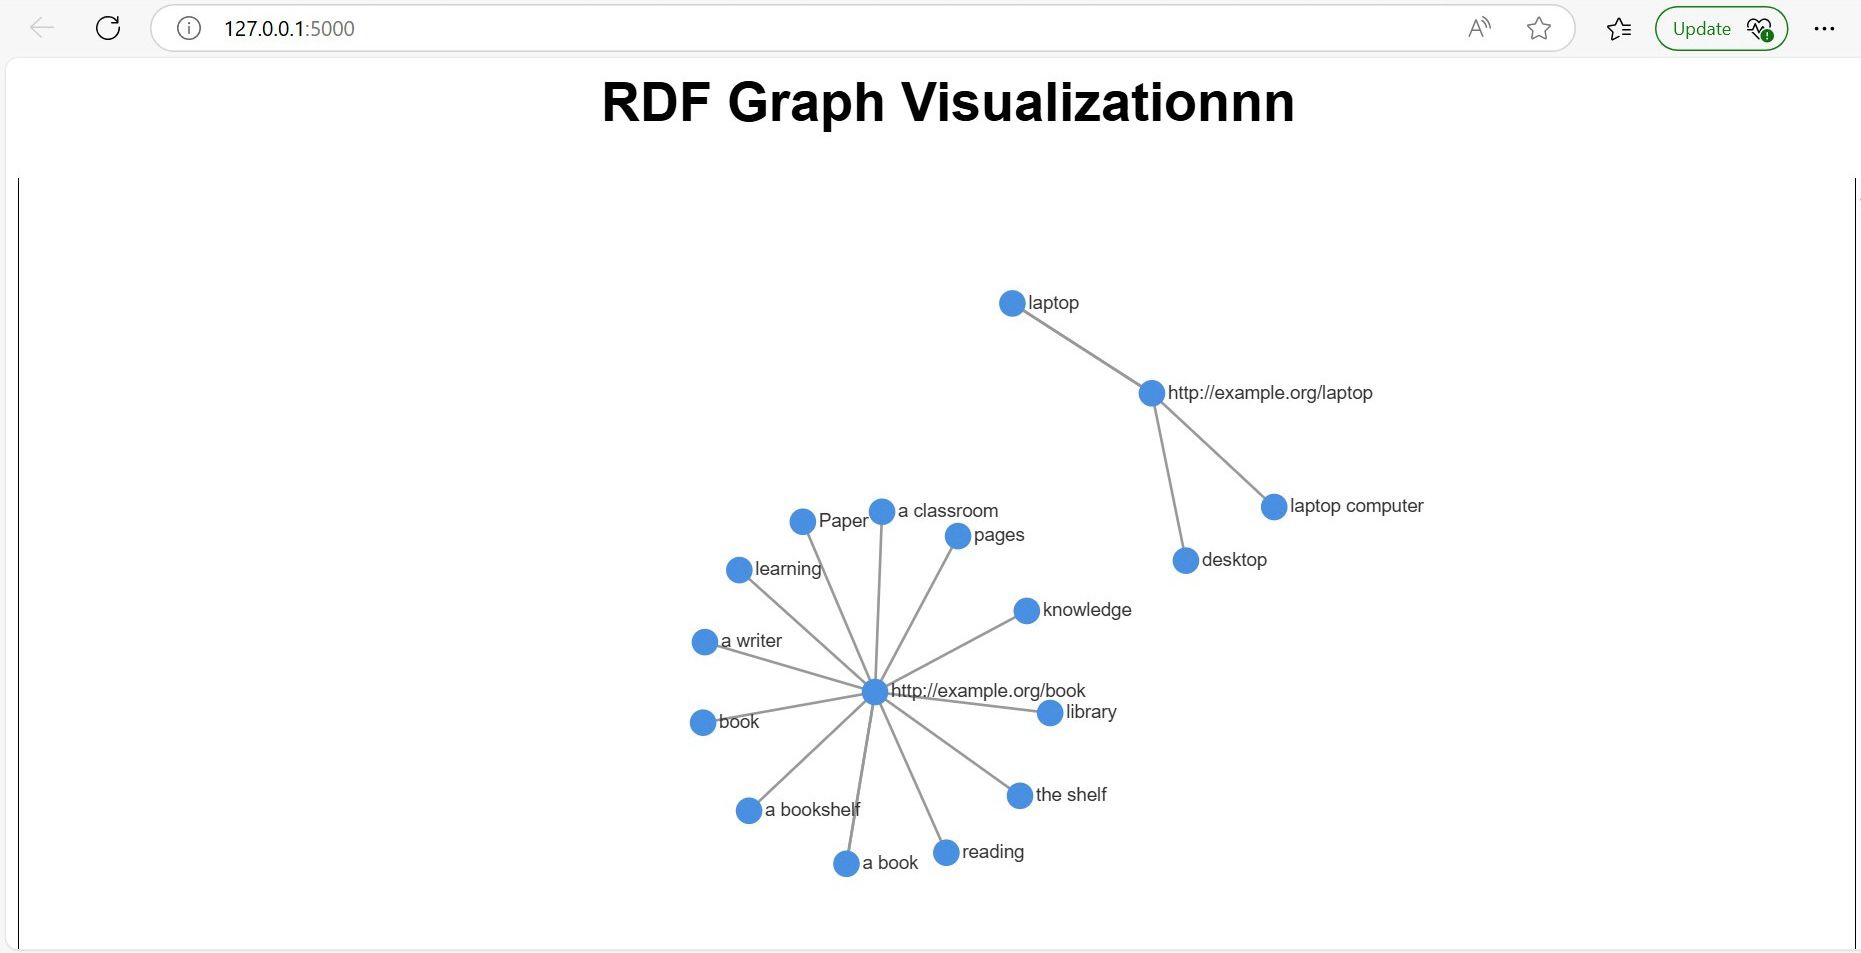 127.0.0.1:5000
Update
RDF Graph Visualizationnn
laptop
http://example.org/laptop
laptop computer
desktop
Paper
a classroom
pages
learning
knowledge
a writer
http://example.org/book
library
book
the shelf
a bookshelf
reading
a book